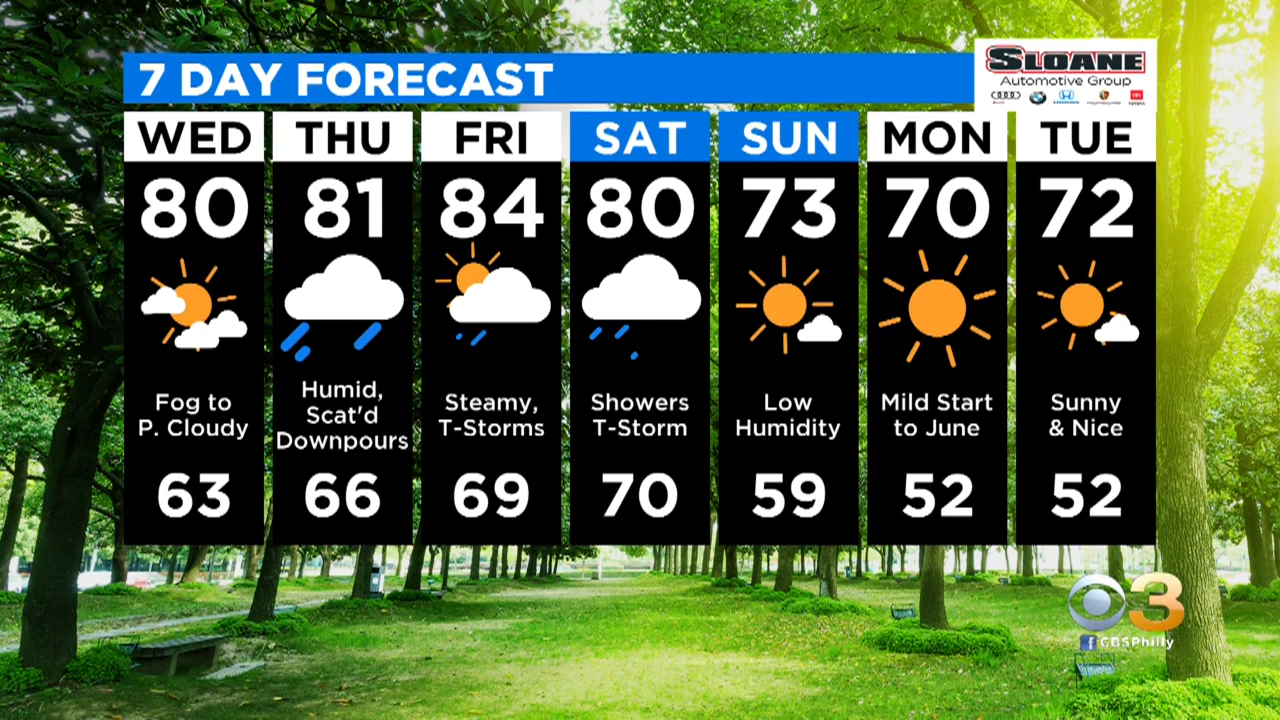 7 DAY FORECAST
SLOANE
Automotive Group
WED THU FRI SAT SUN MON TUE
80 81 84 80 73 70 72
Fog to
P. Cloudy
Humid,
Scat'd
Downpours
Steamy,
T-Storms
Showers
T-Storm
Low
Humidity
Mild Start
to June
Sunny
& Nice
63 66 69 70 59 52 52
3
f CBSPhilly